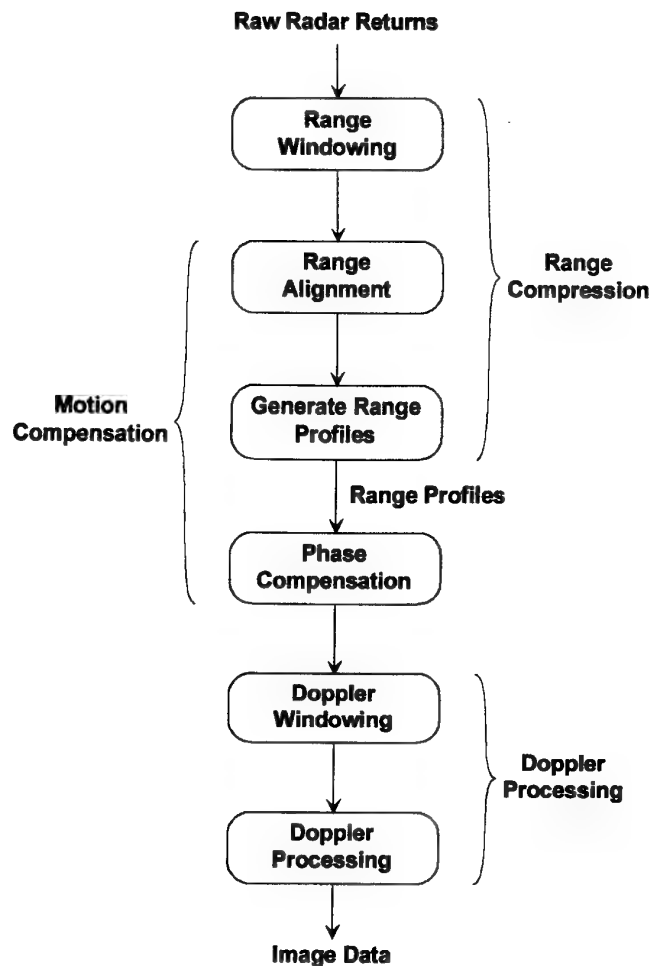 Raw Radar Returns
Range
Windowing
Range
Alignment
Range
Compression
Motion
Compensation
Generate Range
Profiles
Range Profiles
Phase
Compensation
Doppler
Windowing
Doppler
Processing
Doppler
Processing
Image Data